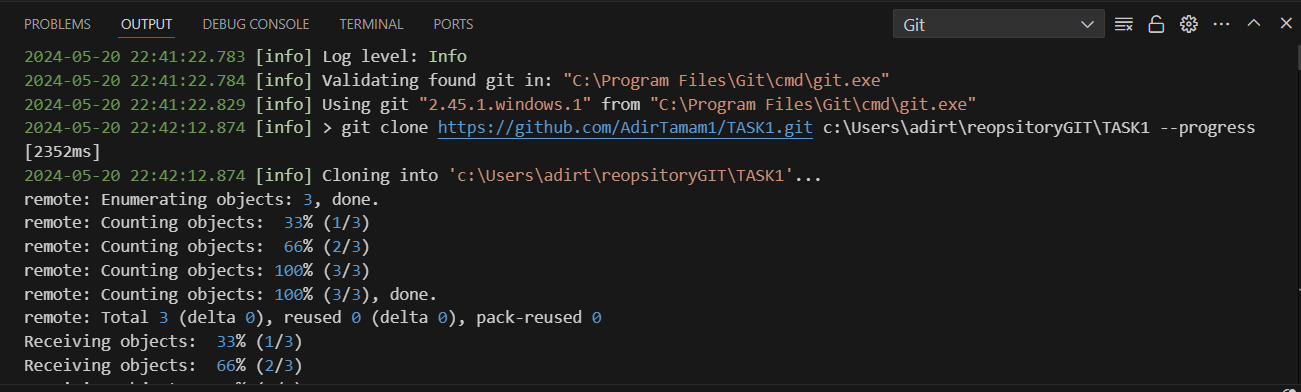 PROBLEMS OUTPUT DEBUG CONSOLE TERMINAL PORTS Git
2024-05-20 22:41:22.783 [info] Log level: Info
2024-05-20 22:41:22.784 [info] Validating found git in: "C:\Program Files\Git\cmd\git.exe"
2024-05-20 22:41:22.829 [info] Using git "2.45.1.windows.1" from "C:\Program Files\Git\cmd\git.exe"
2024-05-20 22:42:12.874 [info] > git clone https://github.com/AdirTamam1/TASK1.git c:\Users\adirt\reopsitoryGIT\TASK1 --progress
[2352ms]
2024-05-20 22:42:12.874 [info] Cloning into 'c:\Users\adirt\reopsitoryGIT\TASK1'...
remote: Enumerating objects: 3, done.
remote: Counting objects:  33% (1/3)
remote: Counting objects:  66% (2/3)
remote: Counting objects: 100% (3/3)
remote: Counting objects: 100% (3/3), done.
remote: Total 3 (delta 0), reused 0 (delta 0), pack-reused 0
Receiving objects:  33% (1/3)
Receiving objects:  66% (2/3)